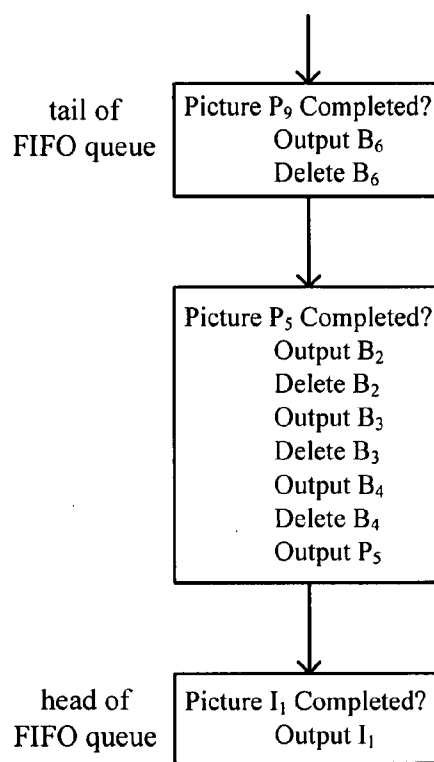 tail of
FIFO queue
Picture P₉ Completed?
Output B₆
Delete B₆
Picture P₅ Completed?
Output B₂
Delete B₂
Output B₃
Delete B₃
Output B₄
Delete B₄
Output P₅
head of
FIFO queue
Picture I₁ Completed?
Output I₁